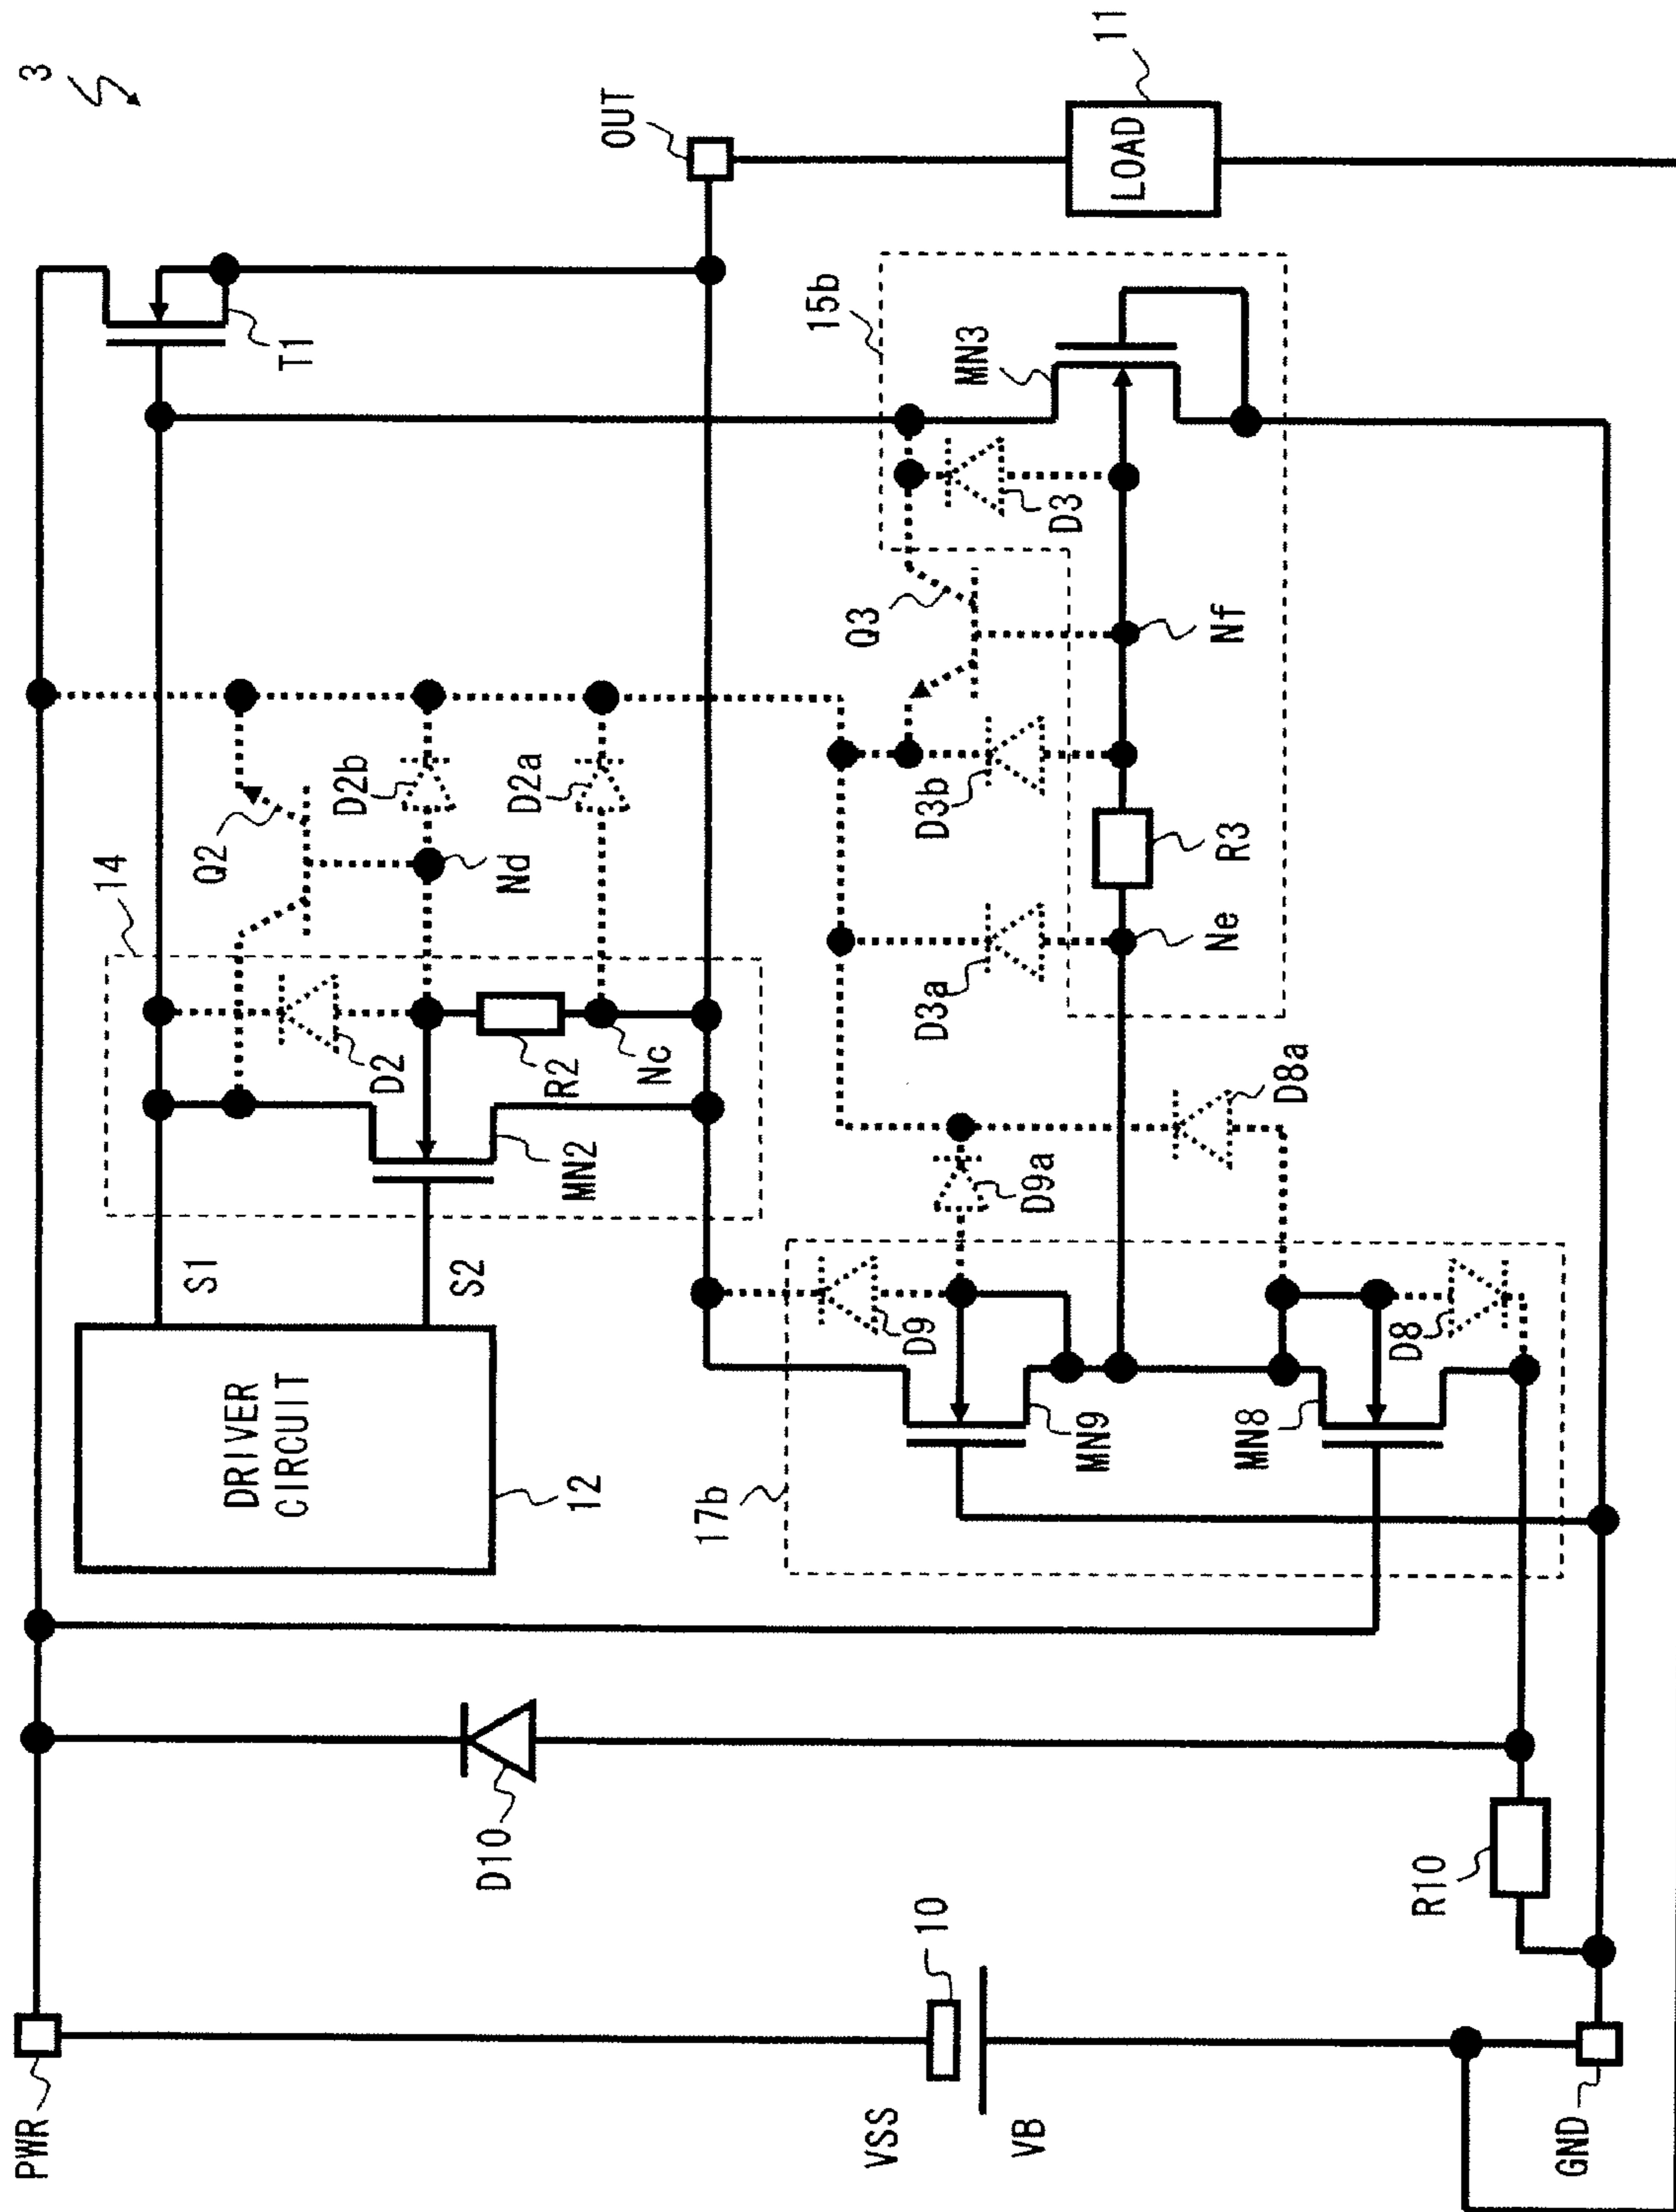 3
PWR
OUT
T1
14
Q2
D2b
D2a
Nd
D2
R2
Nc
MN2
S1
S2
DRIVER
CIRCUIT
12
D10
10
VSS
VB
15b
MN3
D3
Q3
Nf
D3b
R3
D3a
Ne
D8a
D9a
D9
D8
MN9
MN8
17b
R10
GND
LOAD
11